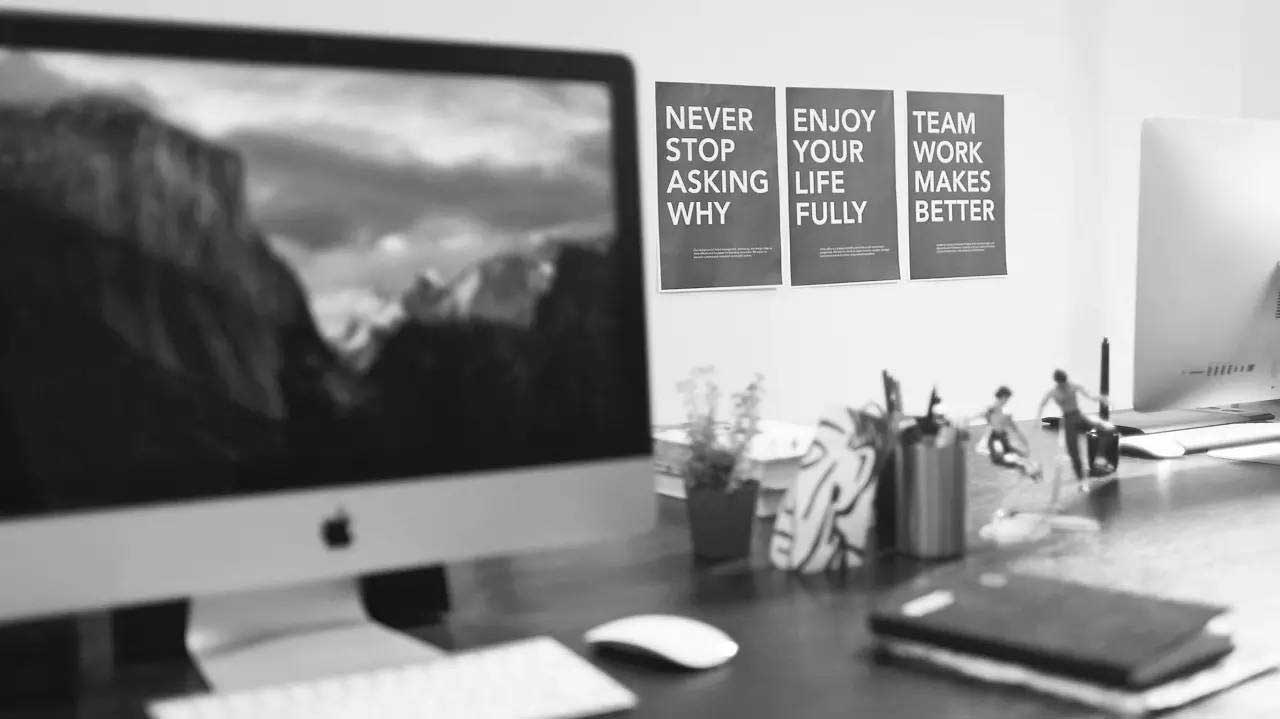 NEVER
STOP
ASKING
WHY
ENJOY
YOUR
LIFE
FULLY
TEAM
WORK
MAKES
BETTER